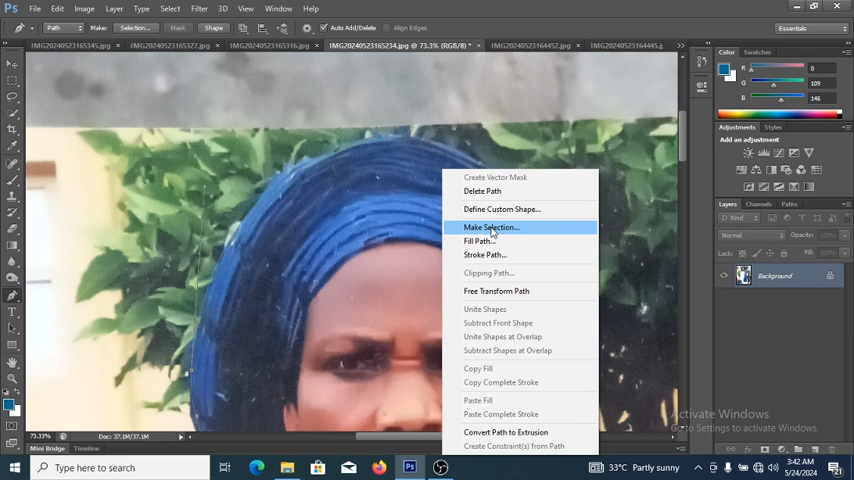 Ps File Edit Image Layer Type Select Filter 3D View Window Help
Path Make: Selection... Mask Shape Auto Add/Delete Align Edges Essentials
IMG20240523165345.jpg × IMG20240523165327.jpg × IMG20240523165316.jpg × IMG20240523165234.jpg @ 73.3% (RGB/8) * × IMG20240523164452.jpg × IMG20240523164445.j
Color Swatches
R 0
G 109
B 146
Adjustments Styles
Add an adjustment
Layers Channels Paths
Kind
Normal Opacity:
Lock: Fill:
Background
Create Vector Mask
Delete Path
Define Custom Shape...
Make Selection...
Fill Path...
Stroke Path...
Clipping Path...
Free Transform Path
Unite Shapes
Subtract Front Shape
Unite Shapes at Overlap
Subtract Shapes at Overlap
Copy Fill
Copy Complete Stroke
Paste Fill
Paste Complete Stroke
Convert Path to Extrusion
Create Constraint(s) from Path
Activate Windows
Go to Settings to activate Windows.
73.33% Doc: 37.1M/37.1M
Mini Bridge Timeline
Type here to search
Ps
33°C Partly sunny
3:42 AM
5/24/2024
21